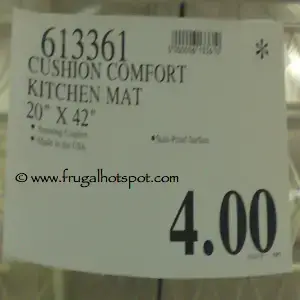 613361
*
CUSHION COMFORT
KITCHEN MAT
20" X 42"
• Made in the USA
© www.frugalhotspot.com
4.00